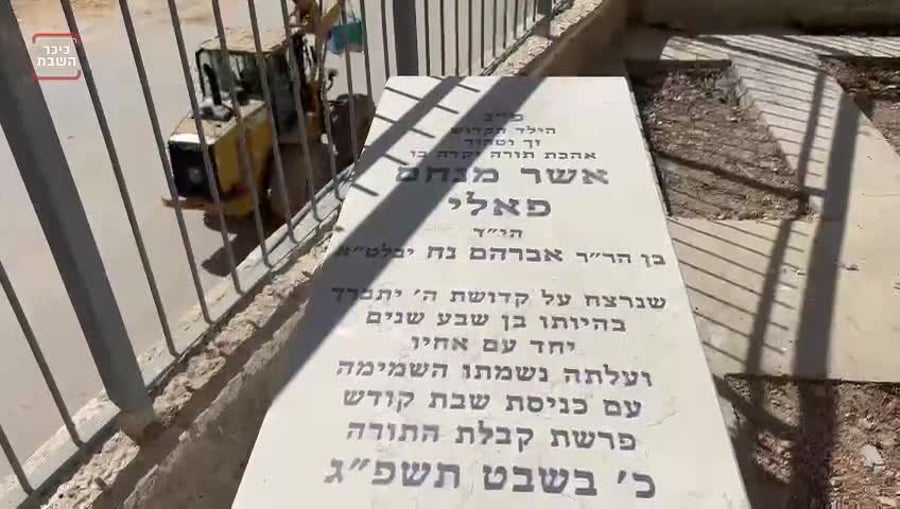 כיכר
השבת
פ״נ
הילד הקדוש
זך וטהור
אהבת תורה יקדה בו
אשר מנחם
פאלי
הי״ד
בן הר״ר אברהם נח יבלט״א
שנרצח על קדושת ה׳ יתברך
בהיותו בן שבע שנים
יחד עם אחיו
ועלתה נשמתו השמימה
עם כניסת שבת קודש
פרשת קבלת התורה
כ׳ בשבט תשפ״ג